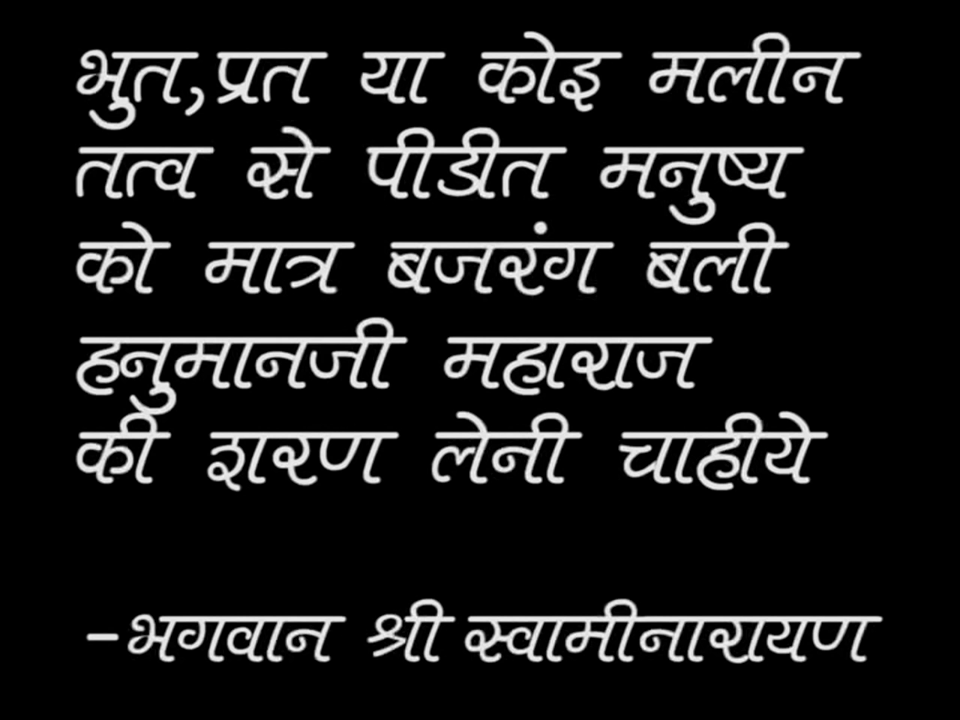 भुत,प्रत या कोइ मलीन
तत्व से पीडीत मनुष्य
को मात्र बजरंग बली
हनुमानजी महाराज
की शरण लेनी चाहीये
-भगवान श्री स्वामीनारायण